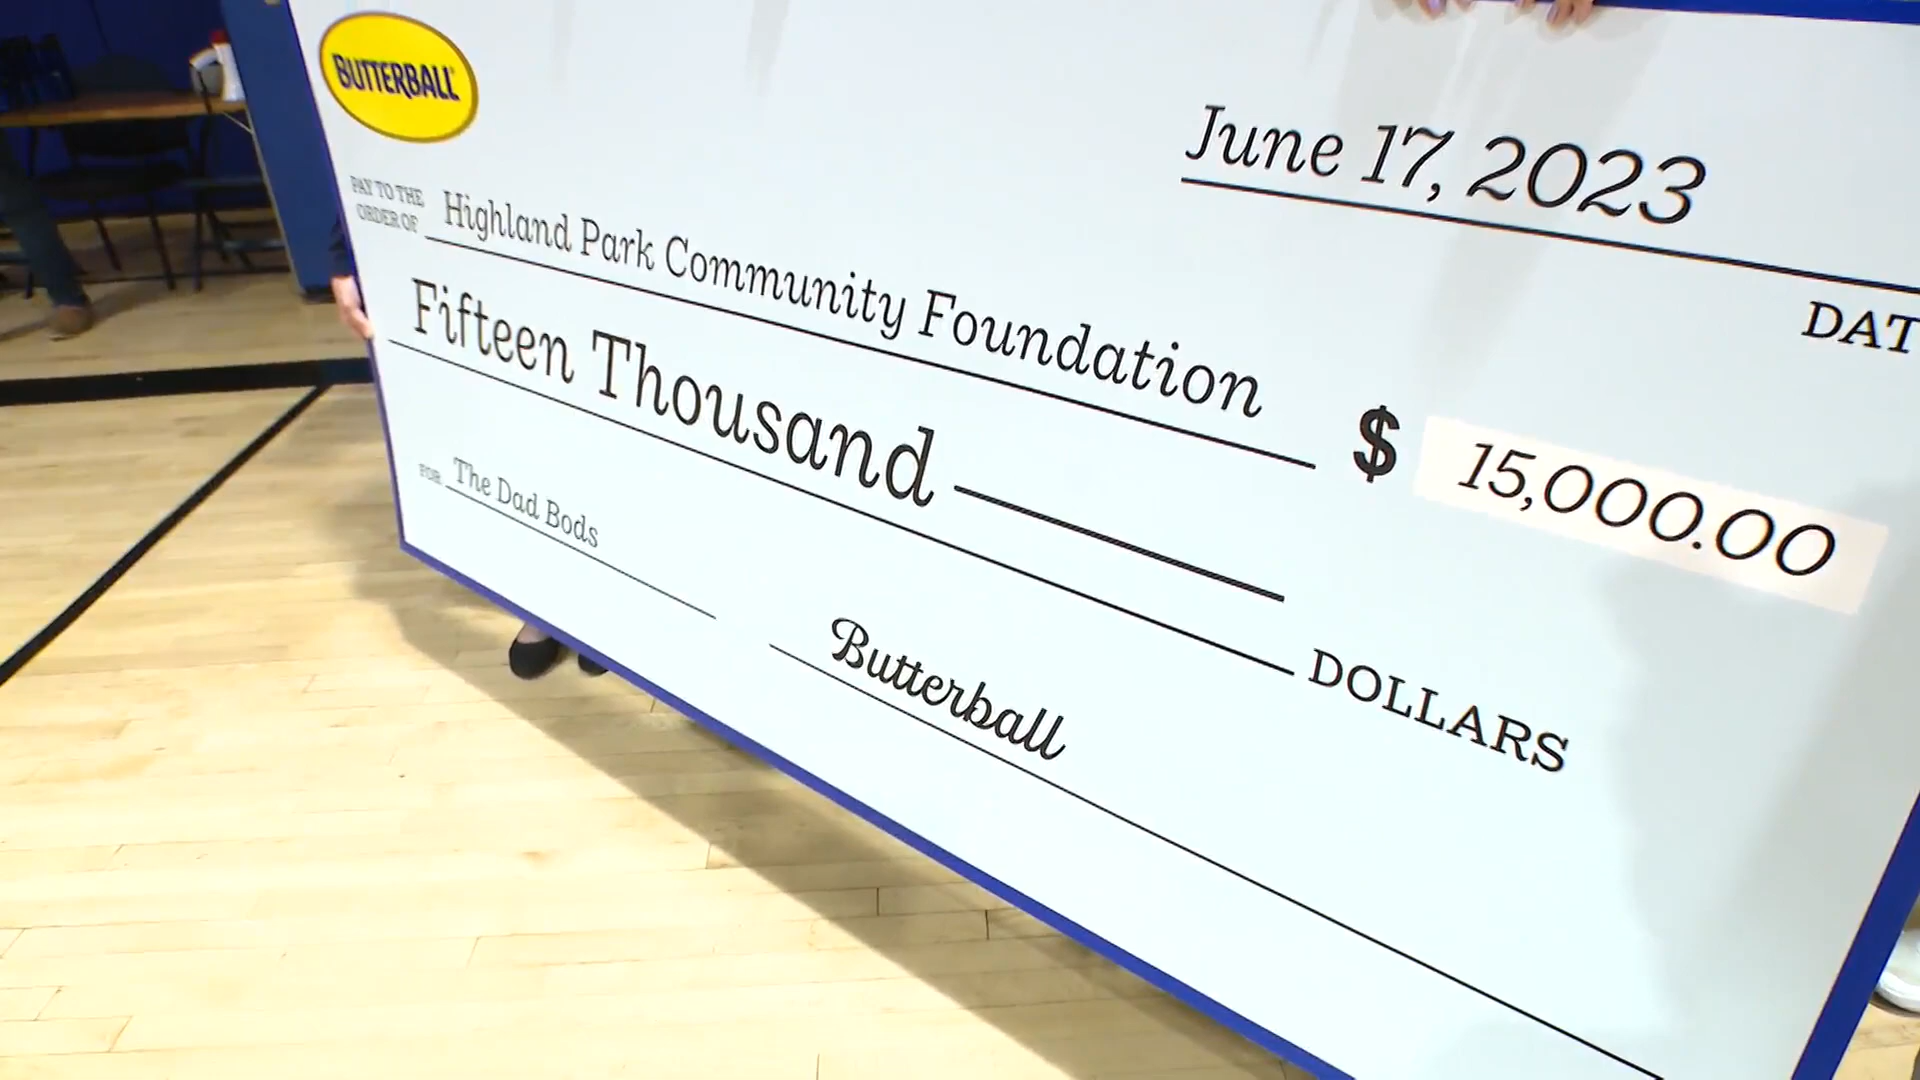 BUTTERBALL
June 17, 2023
DAT
PAY TO THE
ORDER OF
Highland Park Community Foundation
$ 15,000.00
Fifteen Thousand
DOLLARS
FOR The Dad Bods
Butterball